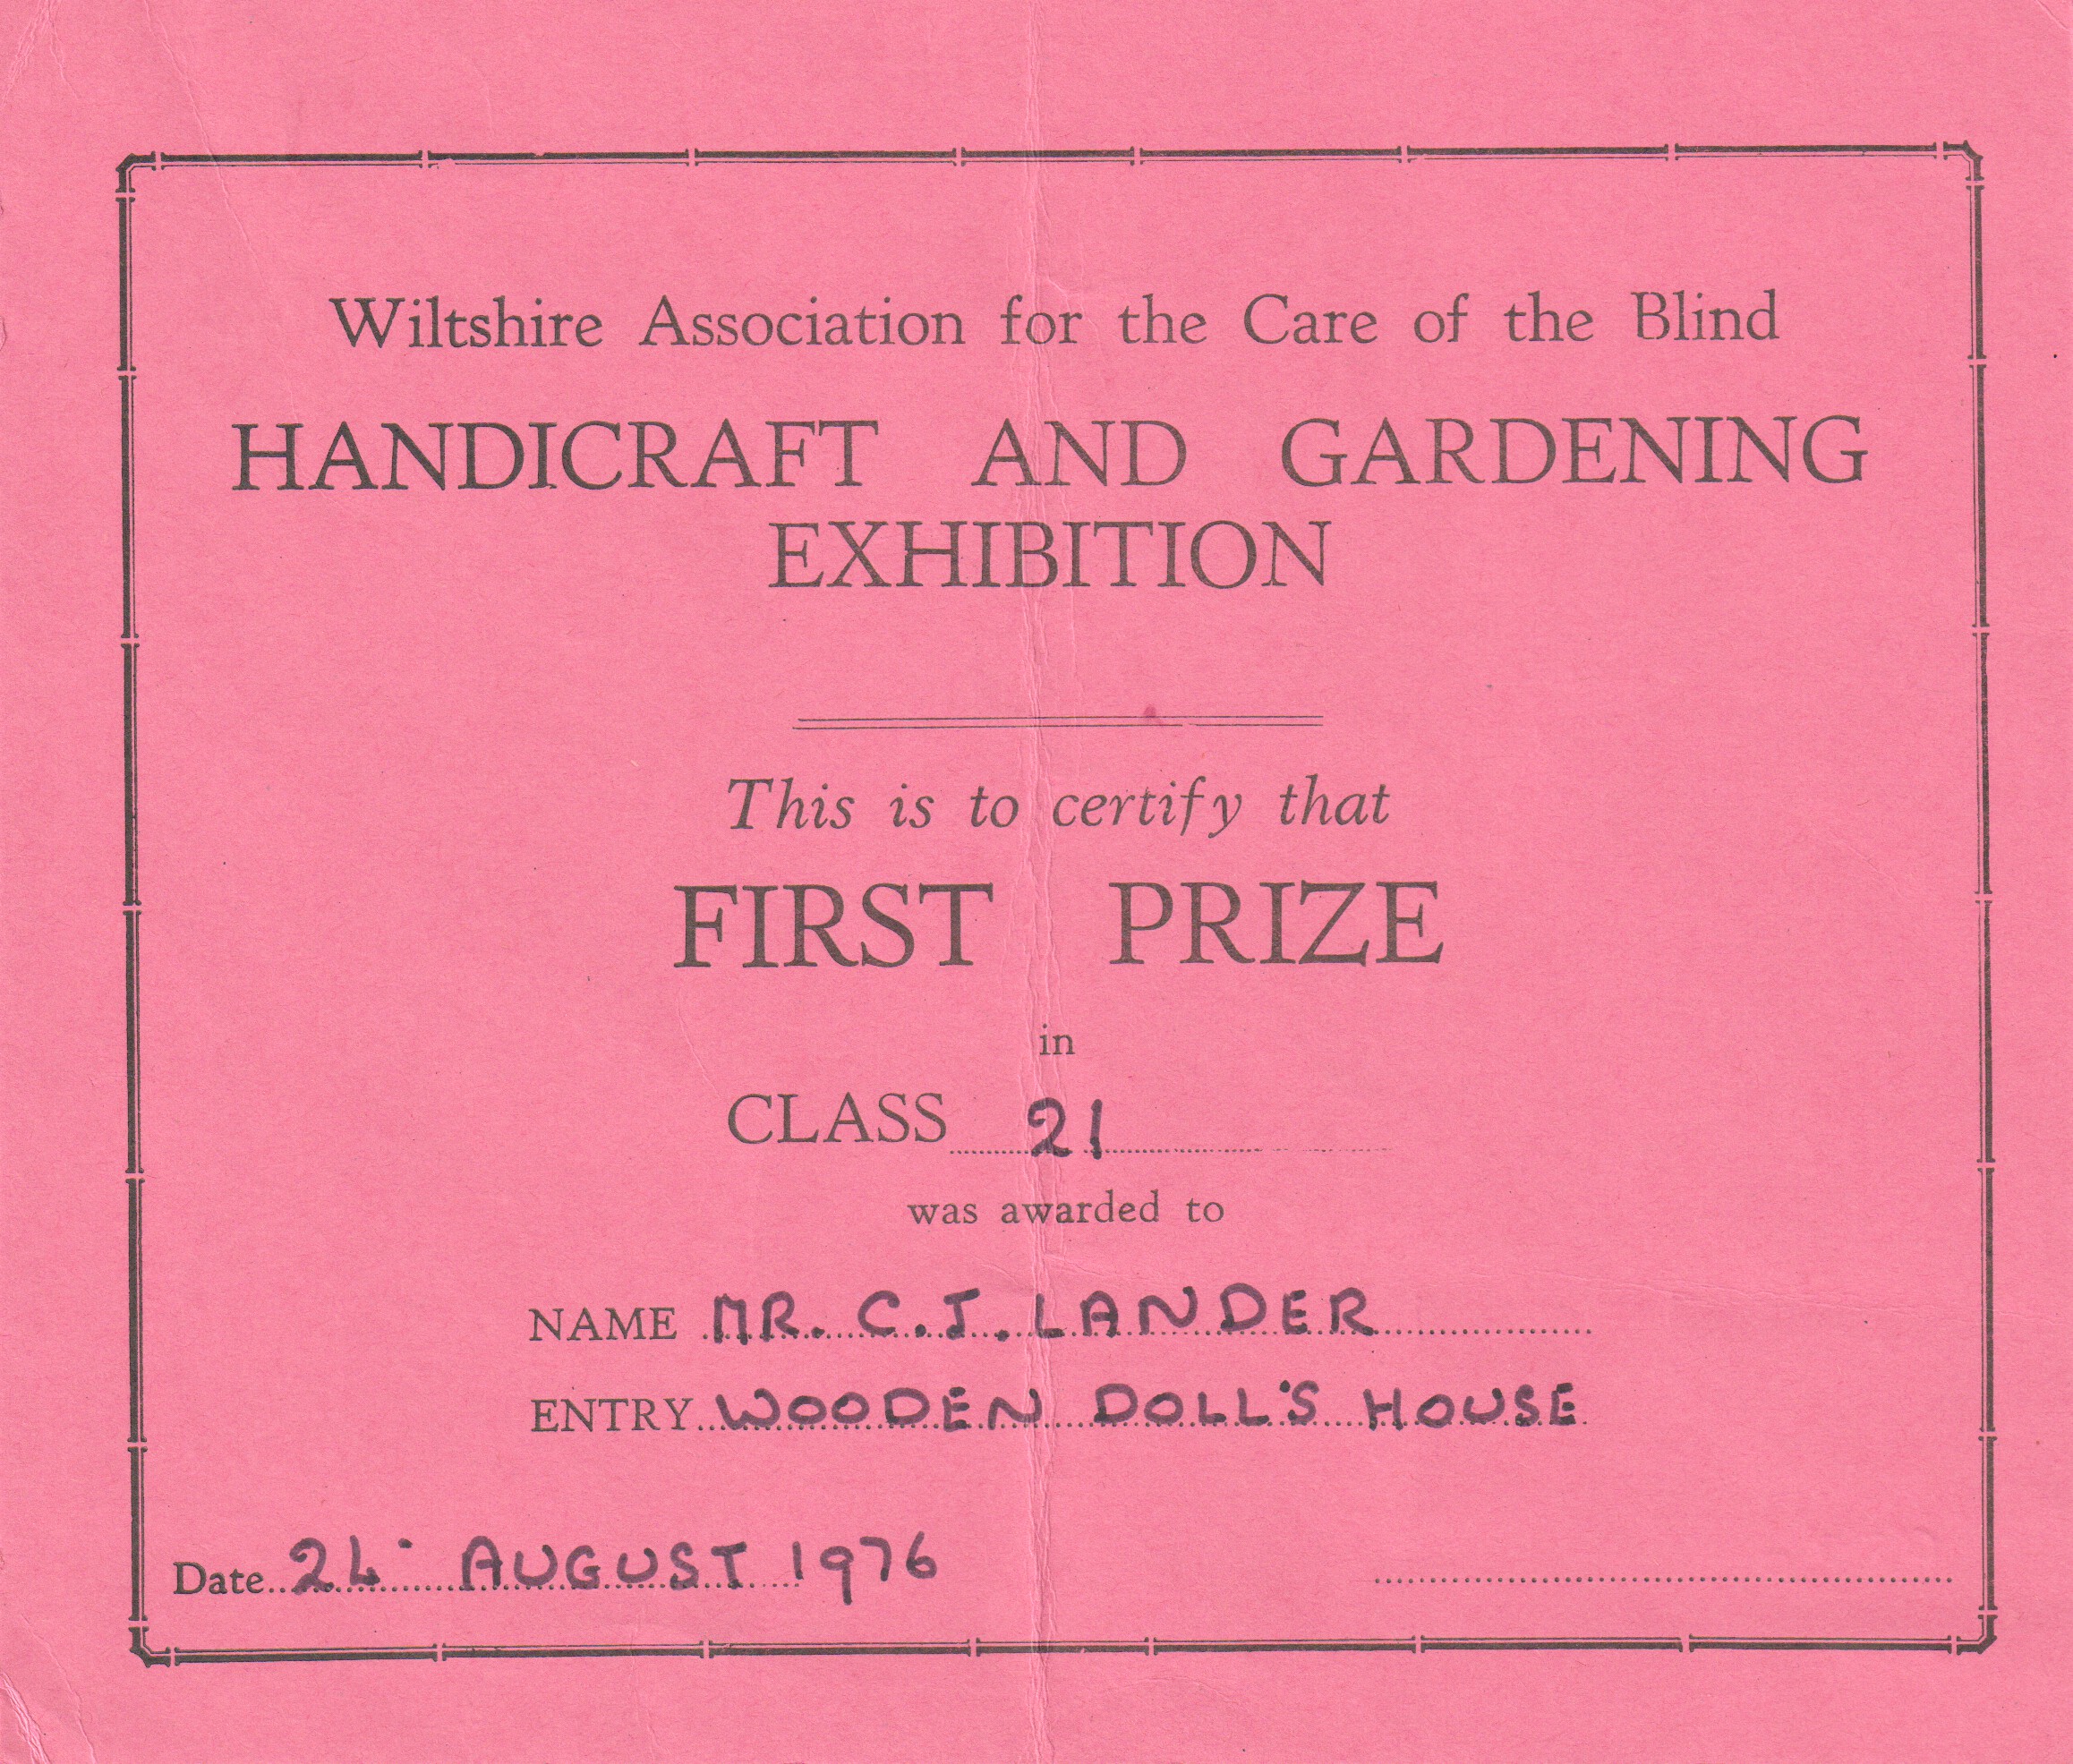 Wiltshire Association for the Care of the Blind
HANDICRAFT AND GARDENING
EXHIBITION
This is to certify that
FIRST PRIZE
in
CLASS 21
was awarded to
NAME MR. C.J. LANDER
ENTRY WOODEN DOLL'S HOUSE
Date 24. AUGUST 1976